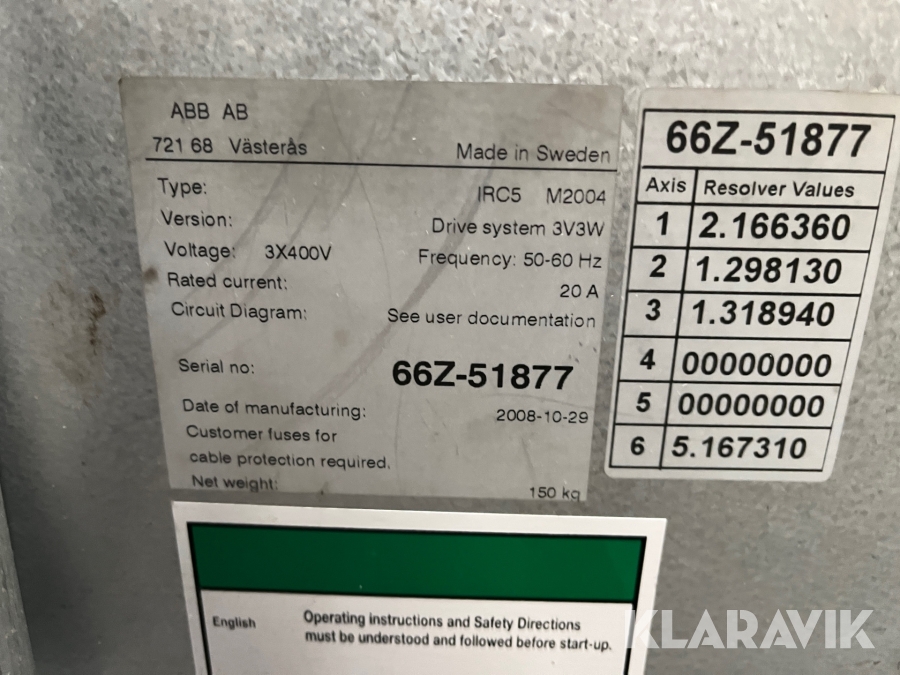 ABB AB
721 68 Västerås
Made in Sweden
Type: IRC5 M2004
Version: Drive system 3V3W
Voltage: 3X400V Frequency: 50-60 Hz
Rated current: 20 A
Circuit Diagram: See user documentation
Serial no: 66Z-51877
Date of manufacturing: 2008-10-29
Customer fuses for
cable protection required.
Net weight: 150 kg
66Z-51877
Axis Resolver Values
1 2.166360
2 1.298130
3 1.318940
4 00000000
5 00000000
6 5.167310
English Operating instructions and Safety Directions
must be understood and followed before start-up.
KLARAVIK